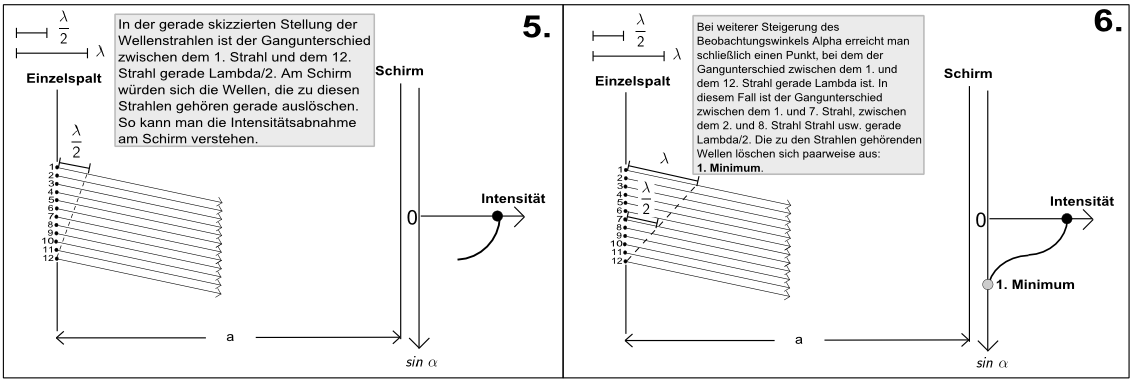 5.
λ/2
λ
In der gerade skizzierten Stellung der
Wellenstrahlen ist der Gangunterschied
zwischen dem 1. Strahl und dem 12.
Strahl gerade Lambda/2. Am Schirm
würden sich die Wellen, die zu diesen
Strahlen gehören gerade auslöschen.
So kann man die Intensitätsabnahme
am Schirm verstehen.
Einzelspalt
Schirm
λ/2
1
2
3
4
5
6
7
8
9
10
11
12
Intensität
0
a
sin α
6.
λ/2
λ
Bei weiterer Steigerung des
Beobachtungswinkels Alpha erreicht man
schließlich einen Punkt, bei dem der
Gangunterschied zwischen dem 1. und
dem 12. Strahl gerade Lambda ist. In
diesem Fall ist der Gangunterschied
zwischen dem 1. und 7. Strahl, zwischen
dem 2. und 8. Strahl Strahl usw. gerade
Lambda/2. Die zu den Strahlen gehörenden
Wellen löschen sich paarweise aus:
1. Minimum.
Einzelspalt
Schirm
λ
λ/2
1
2
3
4
5
6
7
8
9
10
11
12
Intensität
0
1. Minimum
a
sin α